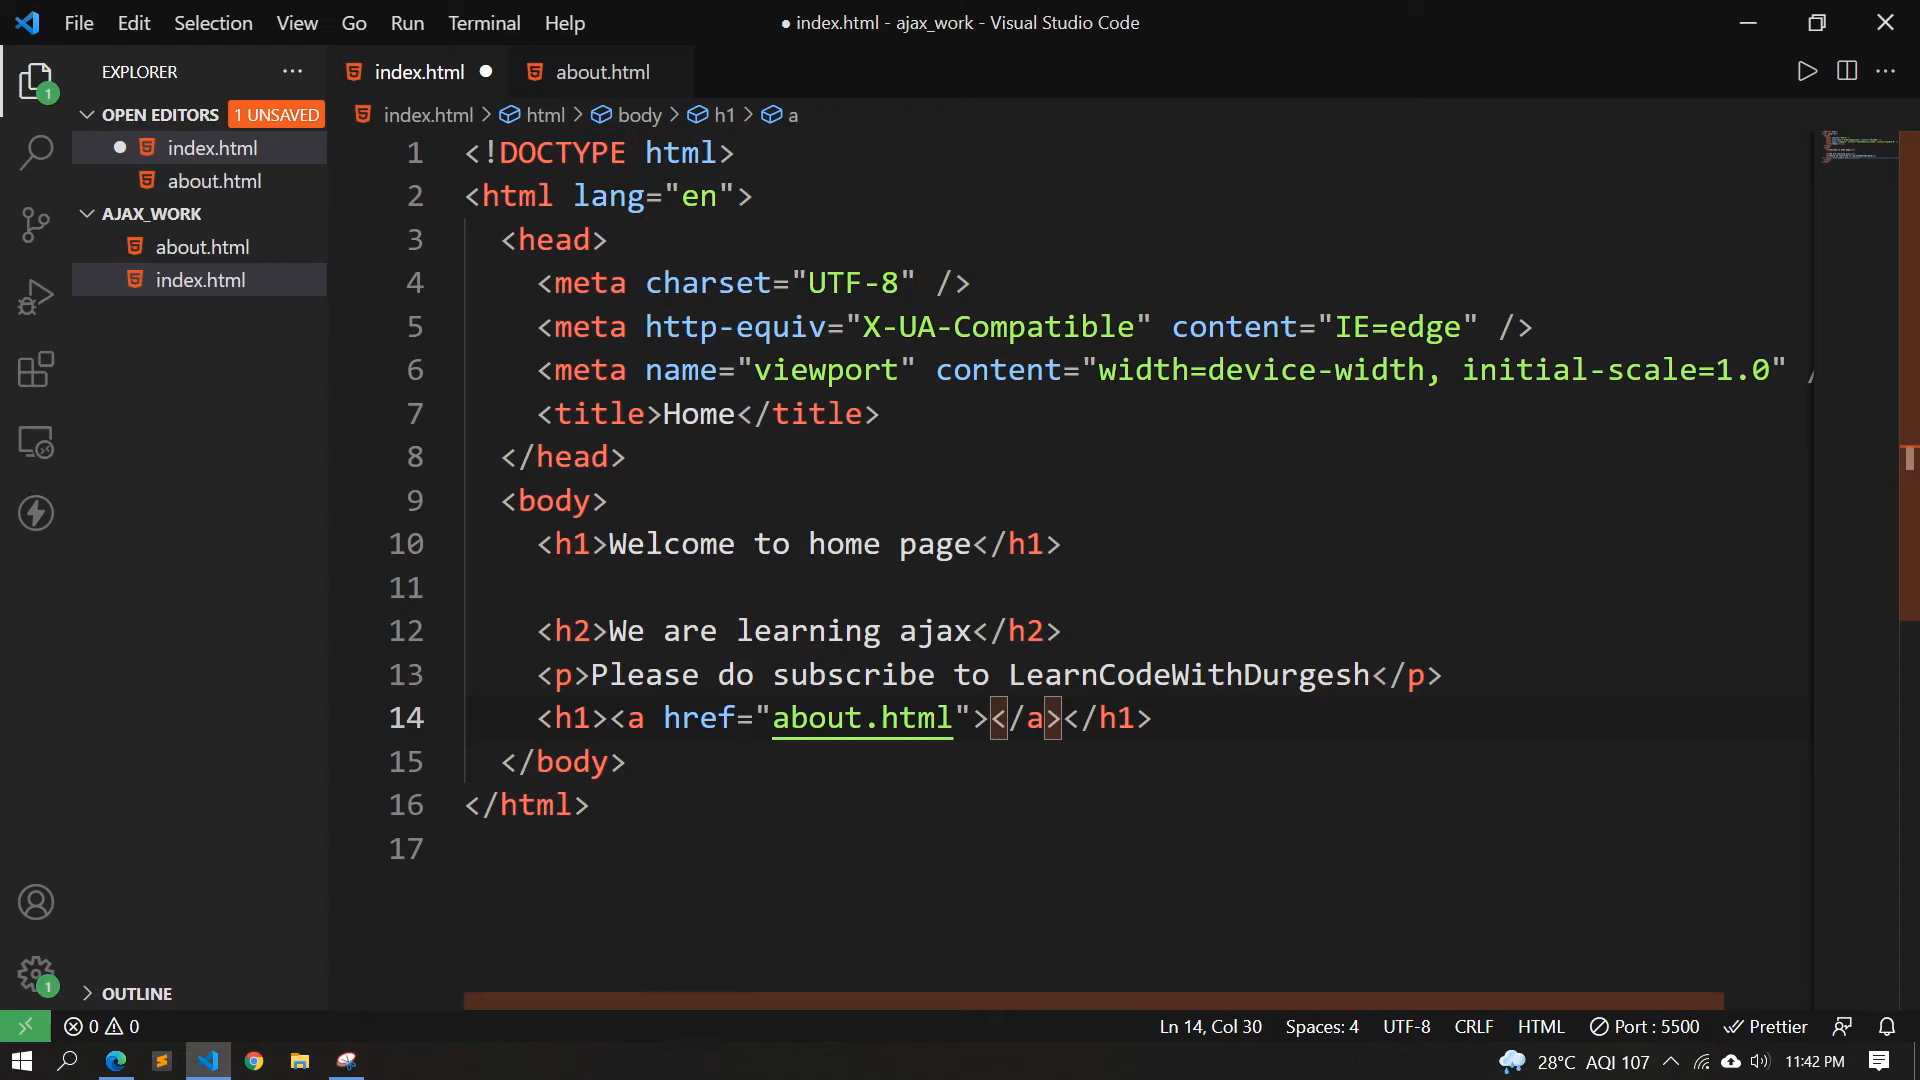 File Edit Selection View Go Run Terminal Help
● index.html - ajax_work - Visual Studio Code
EXPLORER
index.html
about.html
OPEN EDITORS 1 UNSAVED
index.html
about.html
AJAX_WORK
about.html
index.html
OUTLINE
index.html > html > body > h1 > a
1 <!DOCTYPE html>
2 <html lang="en">
3 <head>
4 <meta charset="UTF-8" />
5 <meta http-equiv="X-UA-Compatible" content="IE=edge" />
6 <meta name="viewport" content="width=device-width, initial-scale=1.0" /
7 <title>Home</title>
8 </head>
9 <body>
10 <h1>Welcome to home page</h1>
11
12 <h2>We are learning ajax</h2>
13 <p>Please do subscribe to LearnCodeWithDurgesh</p>
14 <h1><a href="about.html"></a></h1>
15 </body>
16 </html>
17
1
1
0 0 Ln 14, Col 30 Spaces: 4 UTF-8 CRLF HTML Port : 5500 Prettier
28°C AQI 107 11:42 PM